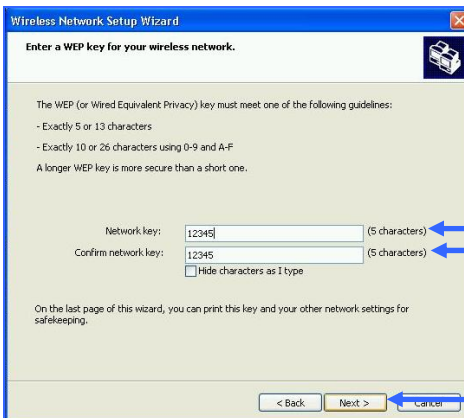 Wireless Network Setup Wizard
Enter a WEP key for your wireless network.
The WEP (or Wired Equivalent Privacy) key must meet one of the following guidelines:
- Exactly 5 or 13 characters
- Exactly 10 or 26 characters using 0-9 and A-F
A longer WEP key is more secure than a short one.
Network key: 12345 (5 characters)
Confirm network key: 12345 (5 characters)
Hide characters as I type
On the last page of this wizard, you can print this key and your other network settings for
safekeeping.
< Back Next > Cancel